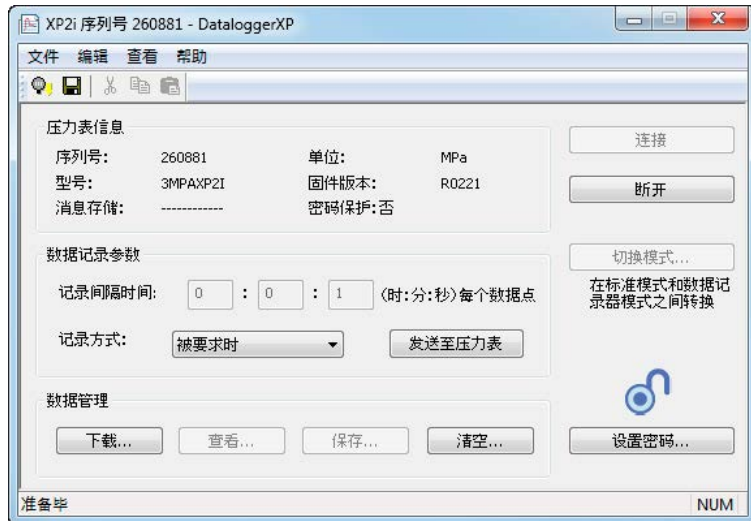 XP2i 序列号 260881 - DataloggerXP
文件 编辑 查看 帮助
压力表信息
序列号: 260881 单位: MPa
型号: 3MPAXP2I 固件版本: R0221
消息存储: ------------ 密码保护:否
连接
断开
数据记录参数
记录间隔时间: 0 : 0 : 1 (时:分:秒)每个数据点
记录方式: 被要求时 发送至压力表
切换模式...
在标准模式和数据记
录器模式之间转换
数据管理
下载... 查看... 保存... 清空...
设置密码...
准备毕 NUM